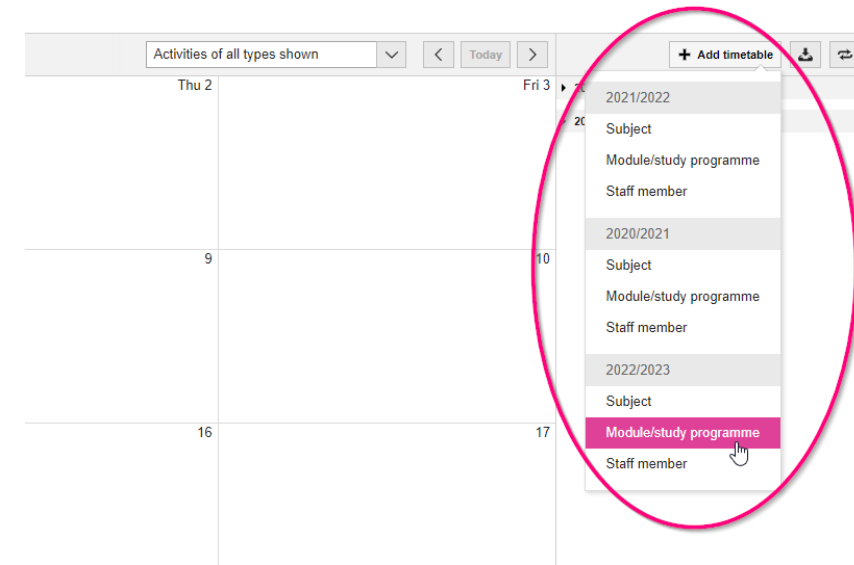 Activities of all types shown
Today
Add timetable
Thu 2
Fri 3
2021/2022
Subject
Module/study programme
Staff member
2020/2021
Subject
Module/study programme
Staff member
9
10
2022/2023
Subject
Module/study programme
Staff member
16
17